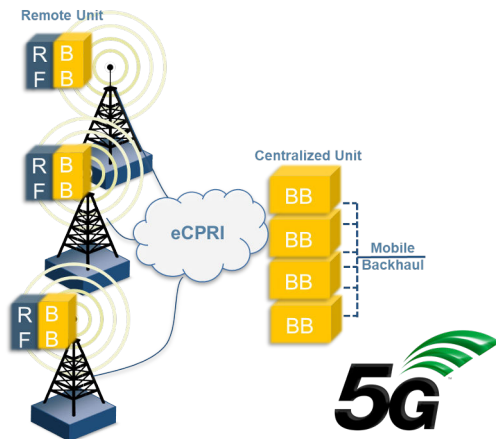 Remote Unit
R B
F B
R B
F B
R B
F B
eCPRI
Centralized Unit
BB
BB
BB
BB
Mobile
Backhaul
5G